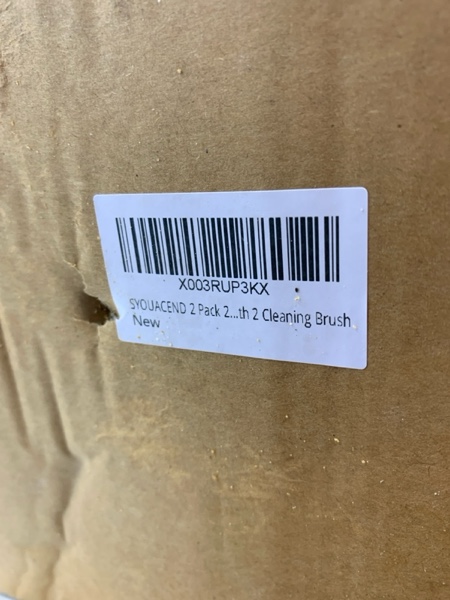 X003RUP3KX
SYOUACEND 2 Pack 2...th 2 Cleaning Brush
New